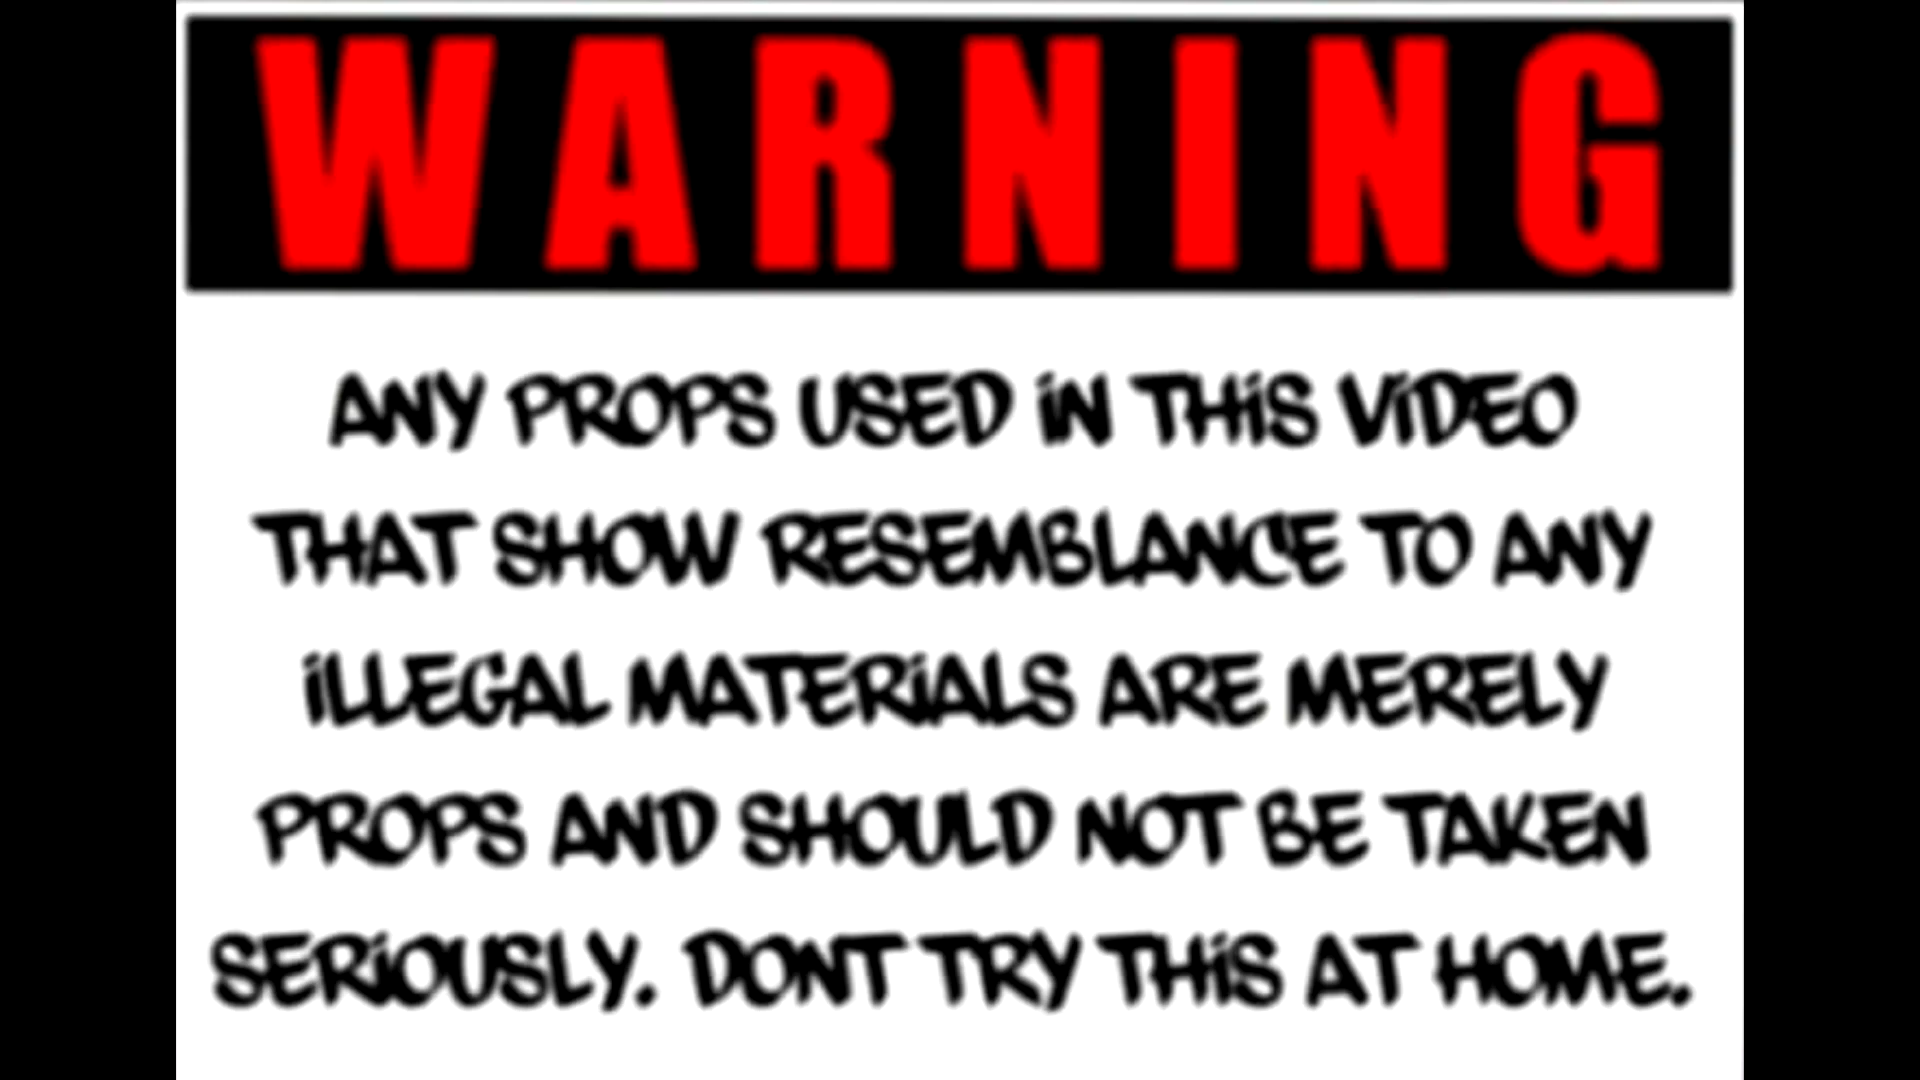 WARNING
ANY PROPS USED iN THiS ViDEO
THAT SHOW RESEMBLANCE TO ANY
iLLEGAL MATERiALS ARE MERELY
PROPS AND SHOULD NOT BE TAKEN
SERiOUSLY. DONT TRY THiS AT HOME.